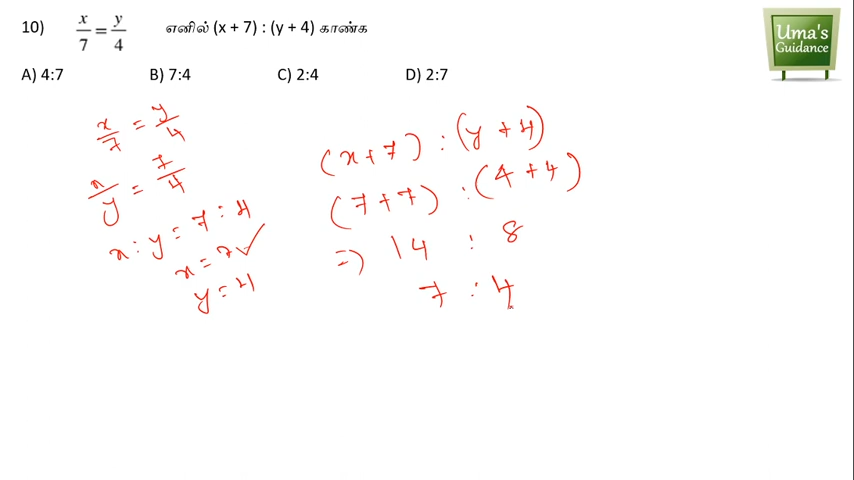 10) x/7 = y/4 எனில் (x + 7) : (y + 4) காண்க
Uma's
Guidance
A) 4:7 B) 7:4 C) 2:4 D) 2:7
x/7 = y/4
x/y = 7/4
x : y = 7 : 4
x = 7 ✓
y = 4
(x + 7) : (y + 4)
(7 + 7) : (4 + 4)
=> 14 : 8
7 : 4